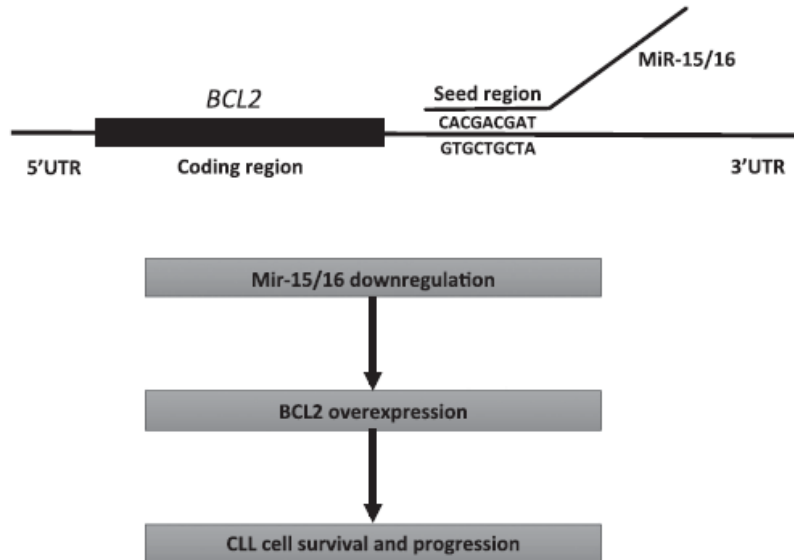 MiR-15/16
Seed region
BCL2
CACGACGAT
GTGCTGCTA
5'UTR
Coding region
3'UTR
Mir-15/16 downregulation
BCL2 overexpression
CLL cell survival and progression